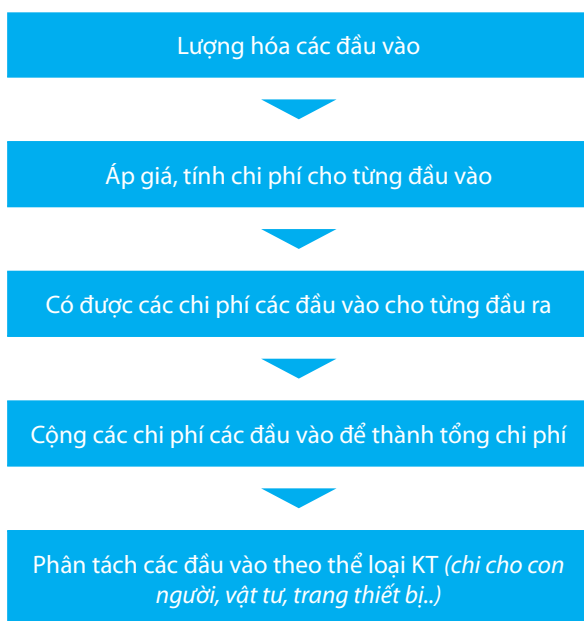 Lượng hóa các đầu vào
Áp giá, tính chi phí cho từng đầu vào
Có được các chi phí các đầu vào cho từng đầu ra
Cộng các chi phí các đầu vào để thành tổng chi phí
Phân tách các đầu vào theo thể loại KT (chi cho con
người, vật tư, trang thiết bị..)